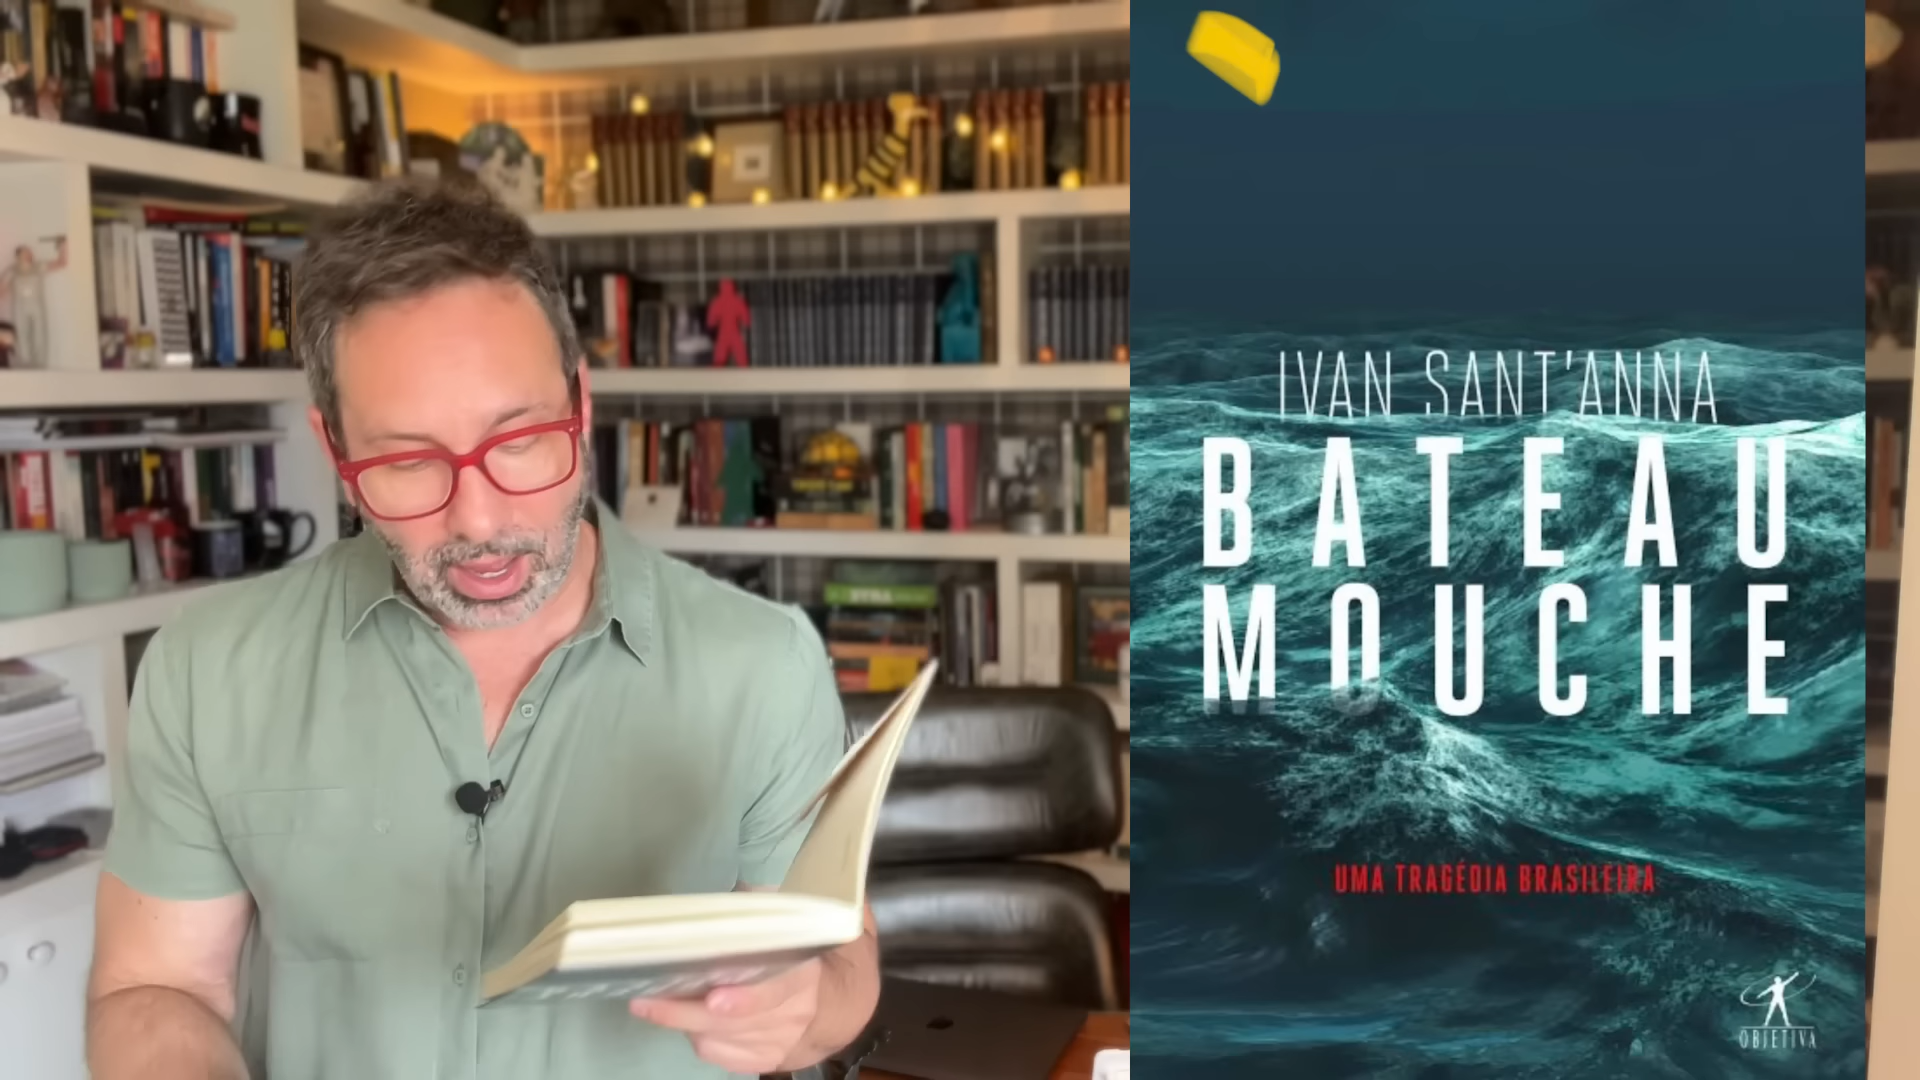 IVAN SANT'ANNA
BATEAU
MOUCHE
UMA TRAGÉDIA BRASILEIRA
OBJETIVA